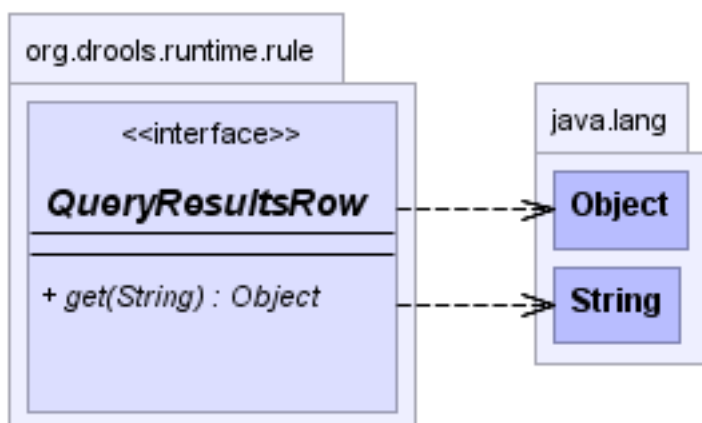 org.drools.runtime.rule
<<interface>>
QueryResultsRow
+ get(String) : Object
java.lang
Object
String